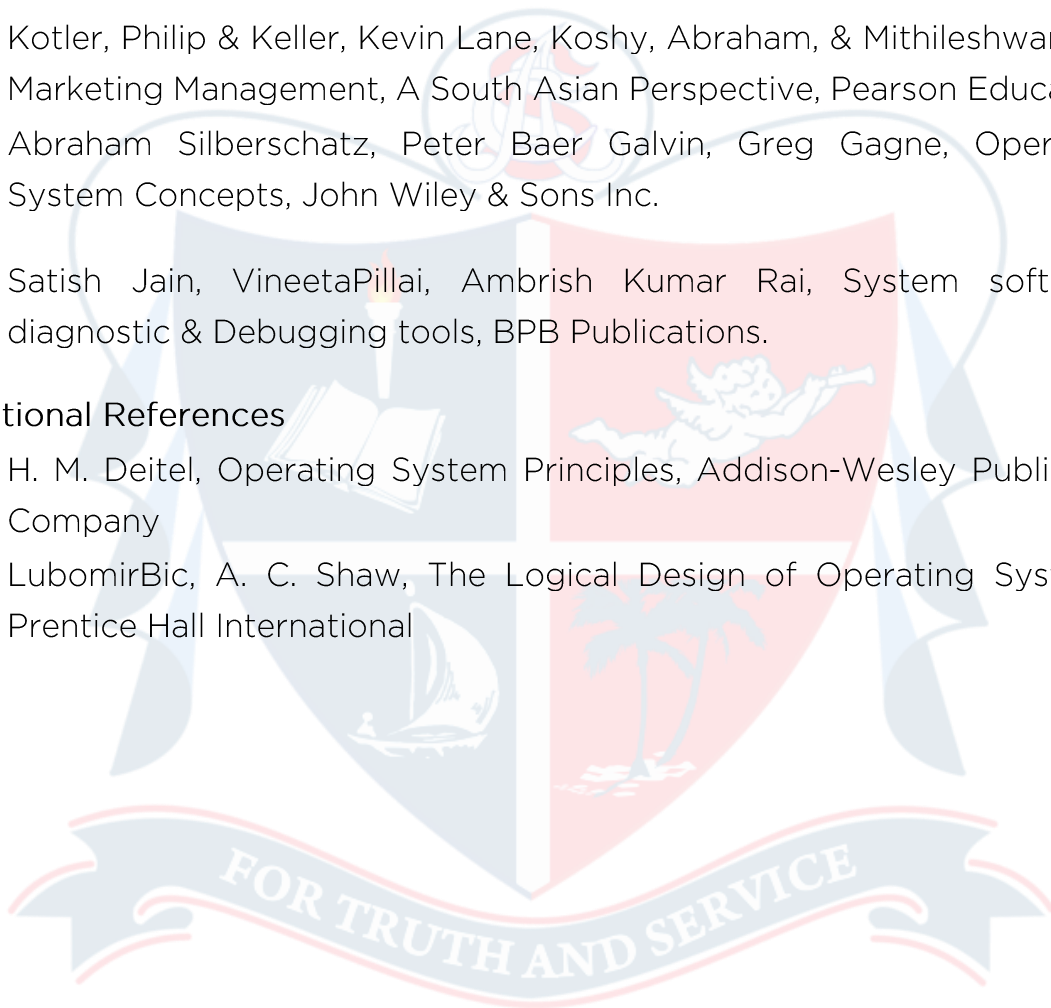 Kotler, Philip & Keller, Kevin Lane, Koshy, Abraham, & Mithileshwar
Marketing Management, A South Asian Perspective, Pearson Educa
Abraham Silberschatz, Peter Baer Galvin, Greg Gagne, Oper
System Concepts, John Wiley & Sons Inc.
Satish Jain, VineetaPillai, Ambrish Kumar Rai, System soft
diagnostic & Debugging tools, BPB Publications.
tional References
H. M. Deitel, Operating System Principles, Addison-Wesley Publi
Company
LubomirBic, A. C. Shaw, The Logical Design of Operating Sys
Prentice Hall International
FOR TRUTH AND SERVICE